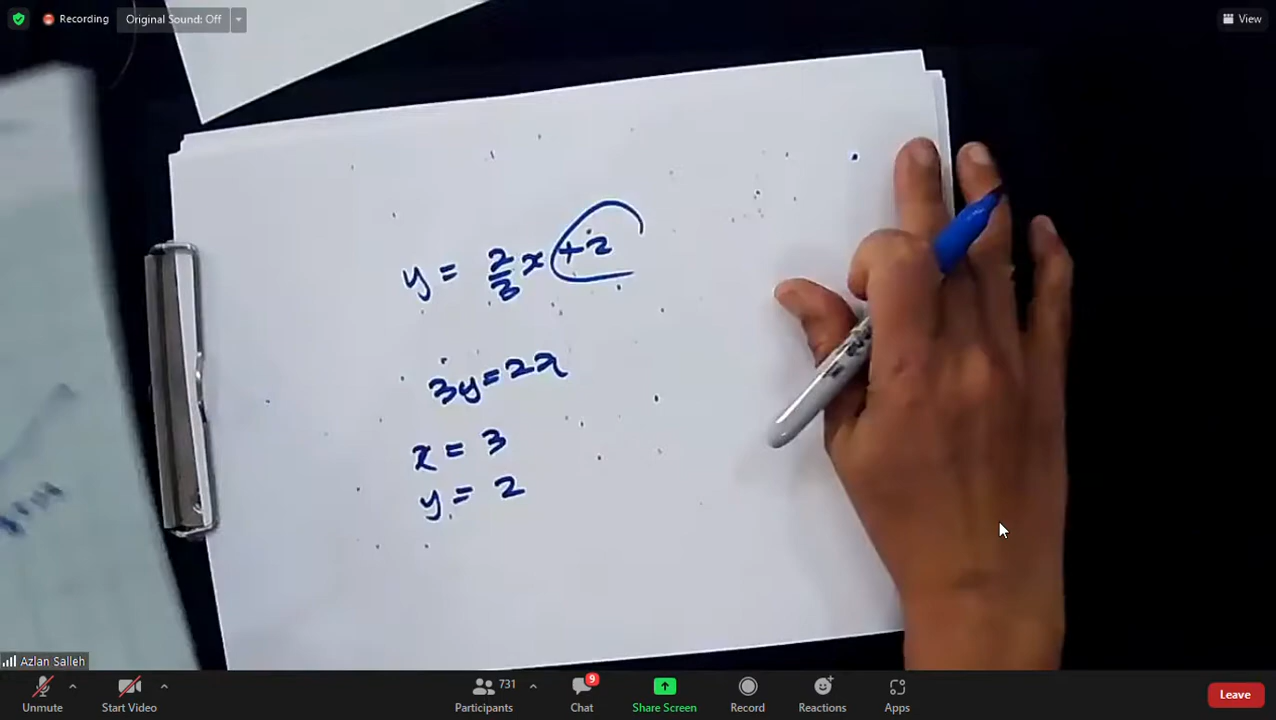 Recording
Original Sound: Off
View
y = 2/3 x + 2
3y = 2x
x = 3
y = 2
Azlan Salleh
Unmute
Start Video
731
Participants
9
Chat
Share Screen
Record
Reactions
Apps
Leave